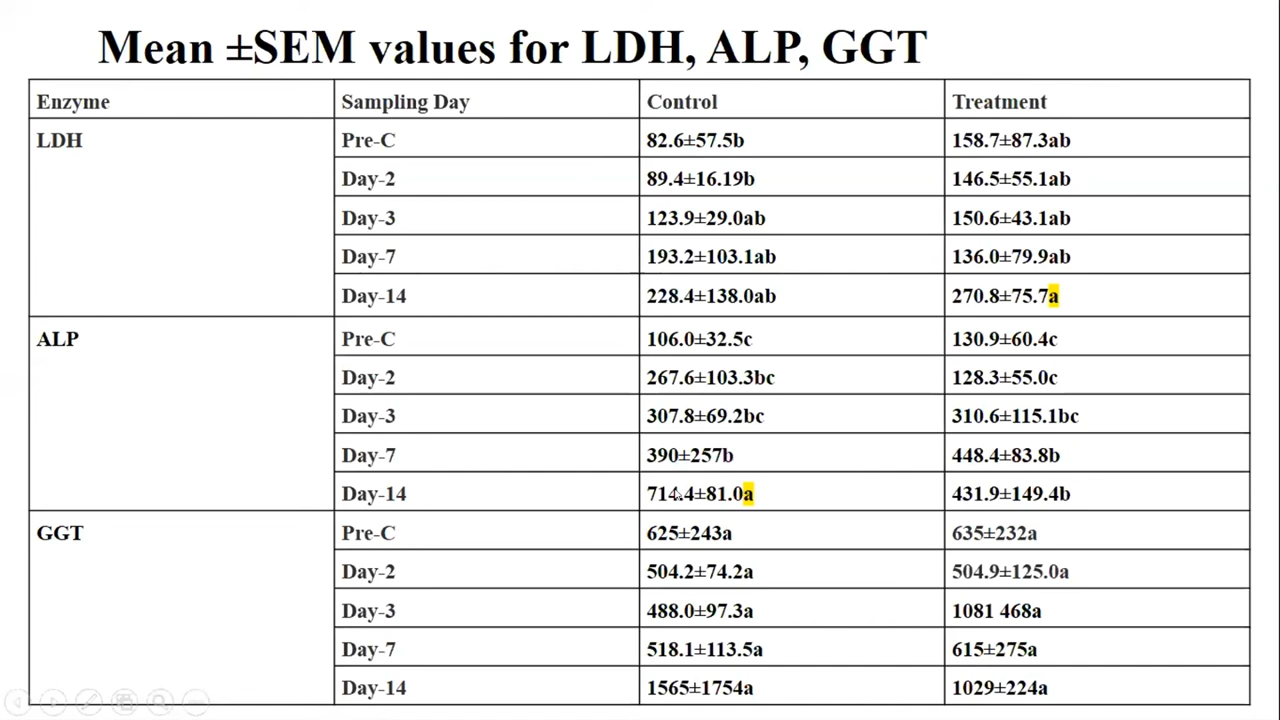 Mean ±SEM values for LDH, ALP, GGT
Enzyme Sampling Day Control Treatment
LDH Pre-C 82.6±57.5b 158.7±87.3ab
Day-2 89.4±16.19b 146.5±55.1ab
Day-3 123.9±29.0ab 150.6±43.1ab
Day-7 193.2±103.1ab 136.0±79.9ab
Day-14 228.4±138.0ab 270.8±75.7a
ALP Pre-C 106.0±32.5c 130.9±60.4c
Day-2 267.6±103.3bc 128.3±55.0c
Day-3 307.8±69.2bc 310.6±115.1bc
Day-7 390±257b 448.4±83.8b
Day-14 714.4±81.0a 431.9±149.4b
GGT Pre-C 625±243a 635±232a
Day-2 504.2±74.2a 504.9±125.0a
Day-3 488.0±97.3a 1081 468a
Day-7 518.1±113.5a 615±275a
Day-14 1565±1754a 1029±224a